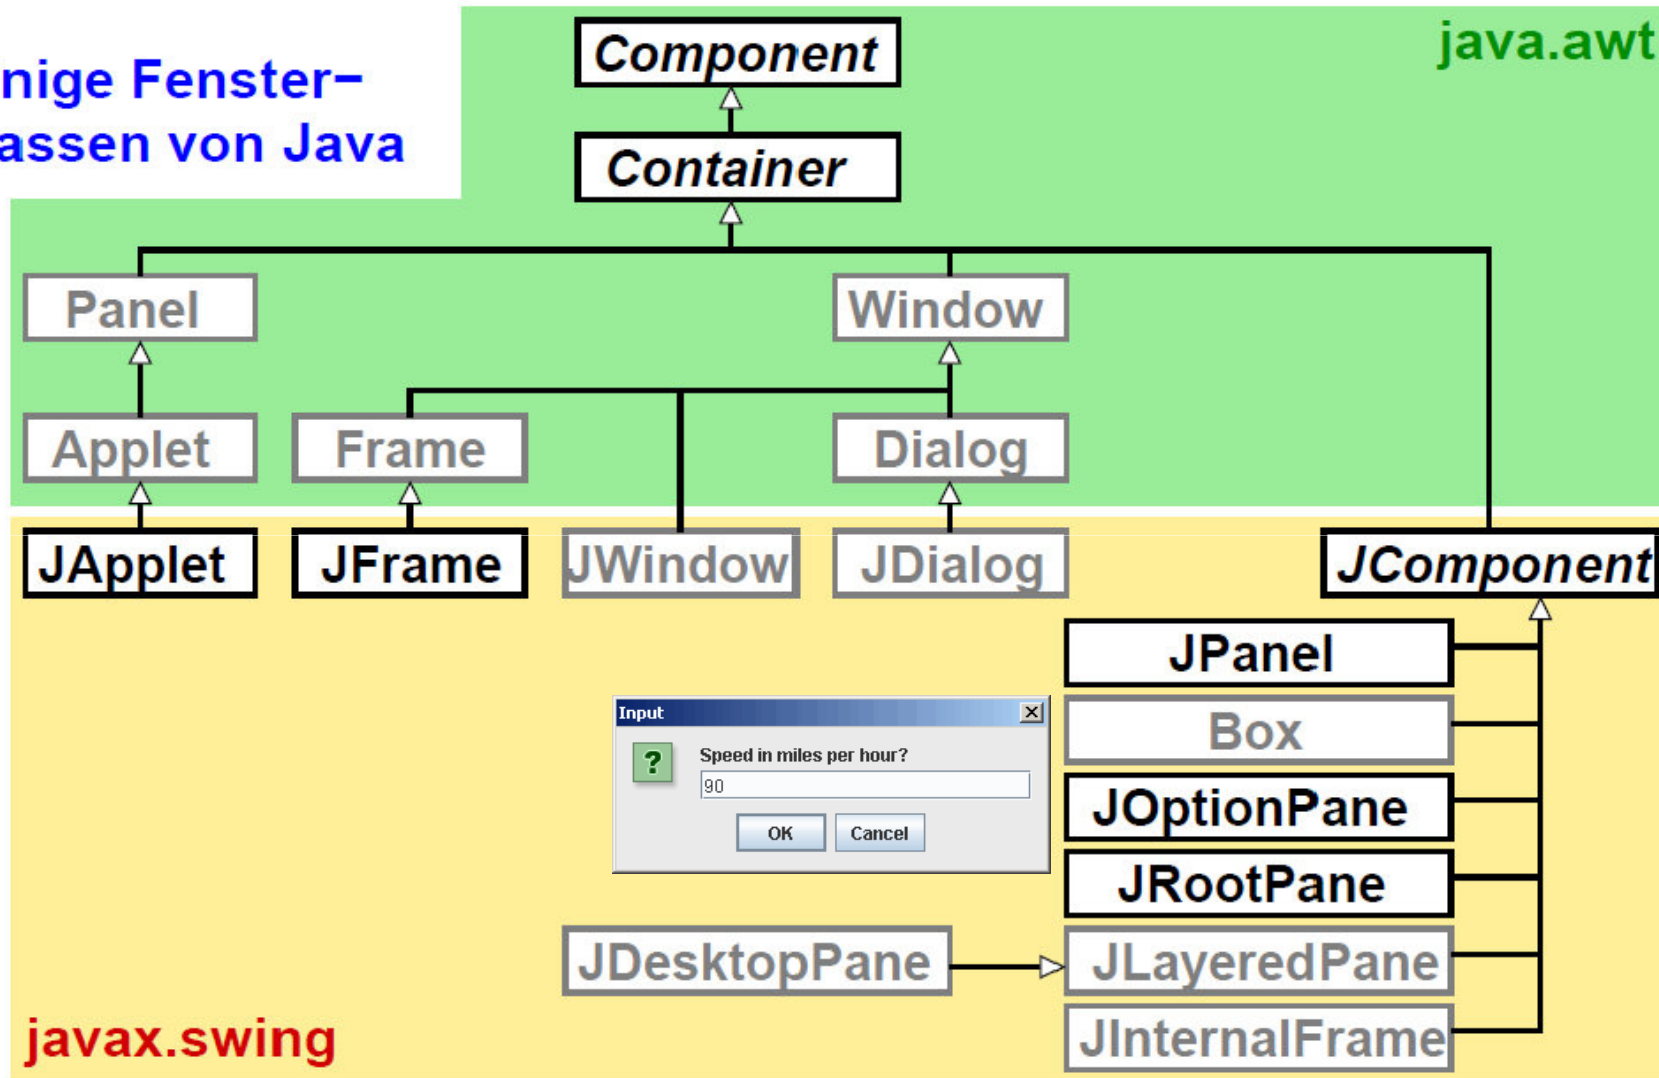 nige Fenster-
assen von Java
java.awt
Component
Container
Panel
Window
Applet
Frame
Dialog
JApplet
JFrame
JWindow
JDialog
JComponent
JPanel
Input
Speed in miles per hour?
90
OK
Cancel
Box
JOptionPane
JRootPane
JDesktopPane
JLayeredPane
JInternalFrame
javax.swing